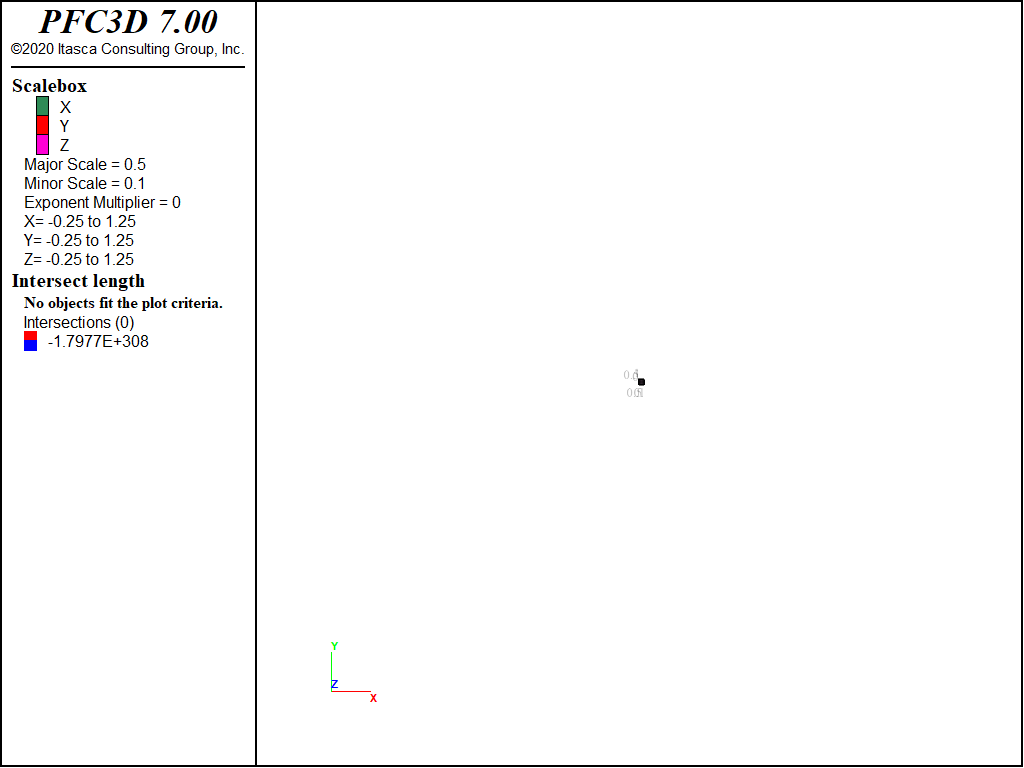 PFC3D 7.00
©2020 Itasca Consulting Group, Inc.
Scalebox
X
Y
Z
Major Scale = 0.5
Minor Scale = 0.1
Exponent Multiplier = 0
X= -0.25 to 1.25
Y= -0.25 to 1.25
Z= -0.25 to 1.25
Intersect length
No objects fit the plot criteria.
Intersections (0)
-1.7977E+308
Y
Z
X